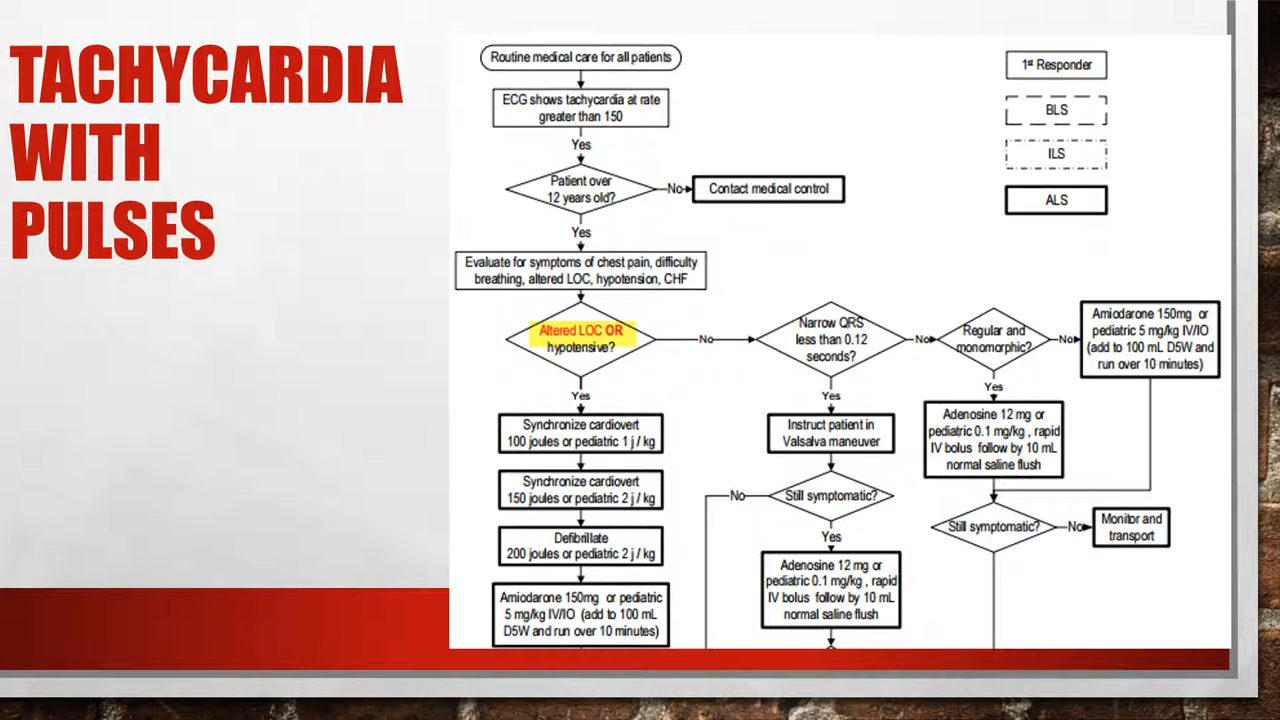 TACHYCARDIA
WITH
PULSES
Routine medical care for all patients
ECG shows tachycardia at rate
greater than 150
Yes
Patient over
12 years old?
No
Contact medical control
Yes
Evaluate for symptoms of chest pain, difficulty
breathing, altered LOC, hypotension, CHF
Altered LOC OR
hypotensive?
No
Narrow QRS
less than 0.12
seconds?
No
Regular and
monomorphic?
No
Amiodarone 150mg or
pediatric 5 mg/kg IV/IO
(add to 100 mL D5W and
run over 10 minutes)
Yes
Synchronize cardiovert
100 joules or pediatric 1 j / kg
Synchronize cardiovert
150 joules or pediatric 2 j / kg
Defibrillate
200 joules or pediatric 2 j / kg
Amiodarone 150mg or pediatric
5 mg/kg IV/IO (add to 100 mL
D5W and run over 10 minutes)
Yes
Instruct patient in
Valsalva maneuver
Still symptomatic?
No
Yes
Adenosine 12 mg or
pediatric 0.1 mg/kg , rapid
IV bolus follow by 10 mL
normal saline flush
Yes
Adenosine 12 mg or
pediatric 0.1 mg/kg , rapid
IV bolus follow by 10 mL
normal saline flush
Still symptomatic?
No
Monitor and
transport
1st Responder
BLS
ILS
ALS